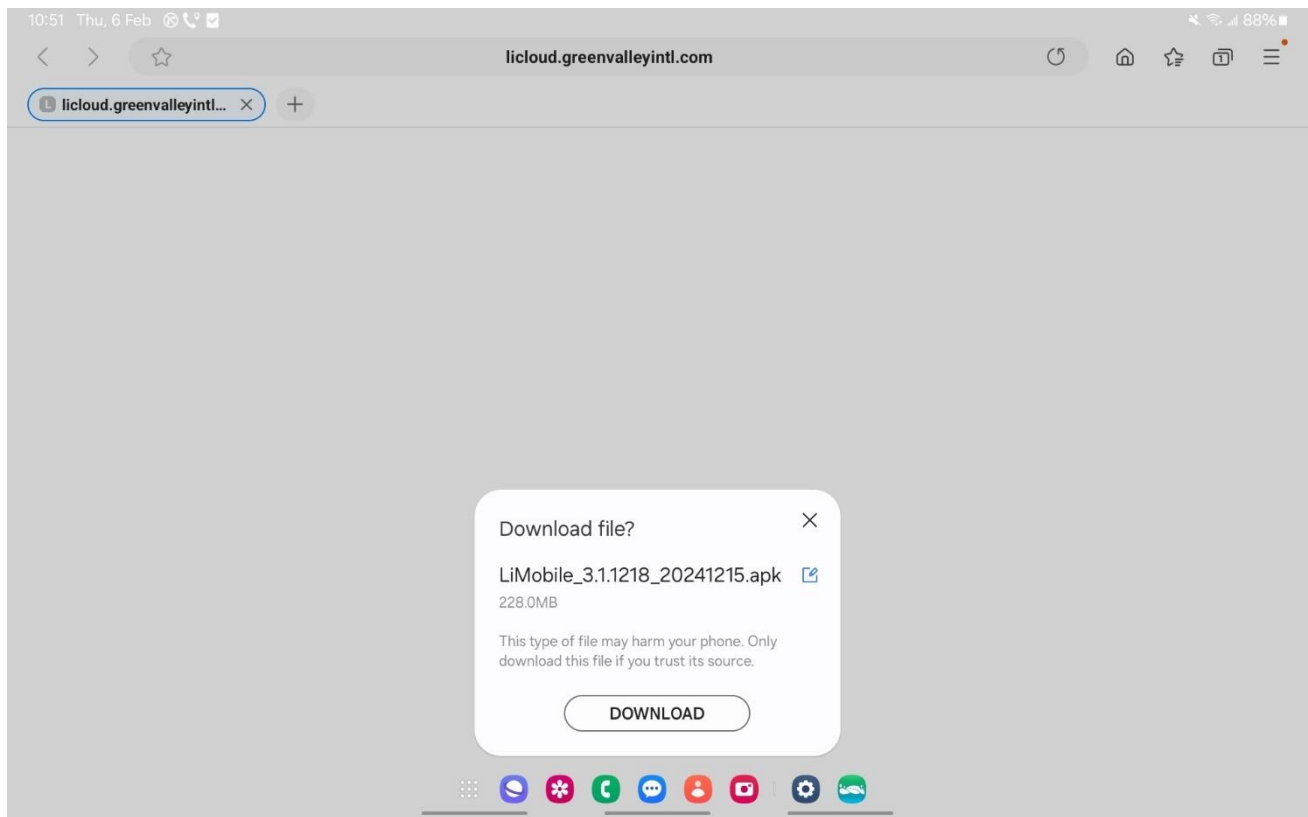 10:51 Thu, 6 Feb 88%
licloud.greenvalleyintl.com 1
L licloud.greenvalleyintl...
Download file?
LiMobile_3.1.1218_20241215.apk
228.0MB
This type of file may harm your phone. Only
download this file if you trust its source.
DOWNLOAD